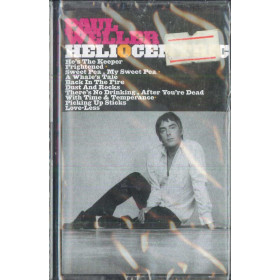 PAUL
WELLER
HELIOCENTRIC
He's The Keeper
Frightened
Sweet Pea , My Sweet Pea
A Whale's Tale
Back In The Fire
Dust And Rocks
There's No Drinking , After You're Dead
With Time & Temperance
Picking Up Sticks
Love-Less